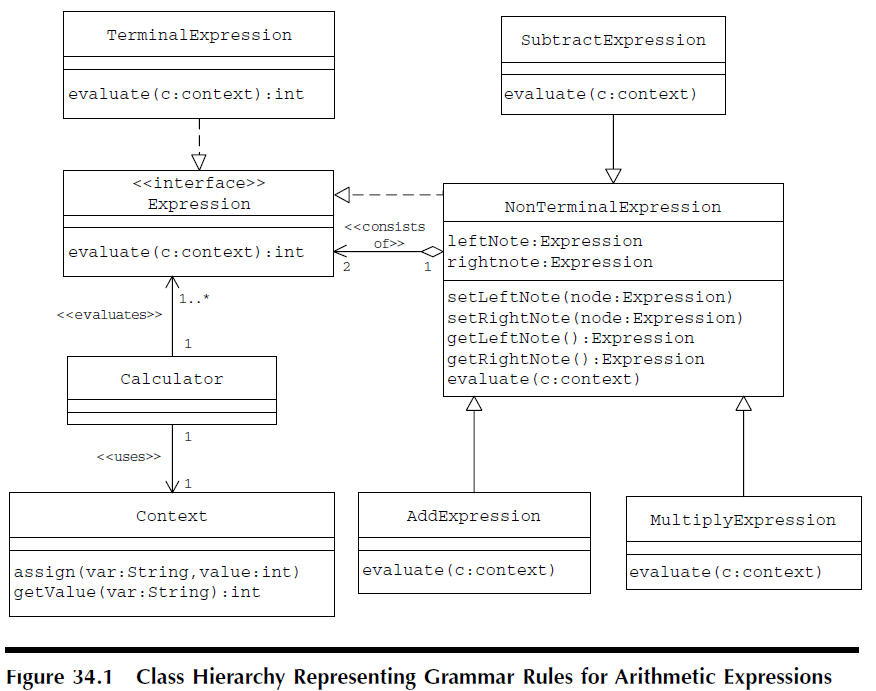 TerminalExpression
evaluate(c:context):int
SubtractExpression
evaluate(c:context)
<<interface>>
Expression
evaluate(c:context):int
<<consists
of>>
2
1
NonTerminalExpression
leftNote:Expression
rightnote:Expression
setLeftNote(node:Expression)
setRightNote(node:Expression)
getLeftNote():Expression
getRightNote():Expression
evaluate(c:context)
1..*
<<evaluates>>
1
Calculator
1
<<uses>>
1
Context
assign(var:String,value:int)
getValue(var:String):int
AddExpression
evaluate(c:context)
MultiplyExpression
evaluate(c:context)
Figure 34.1 Class Hierarchy Representing Grammar Rules for Arithmetic Expressions